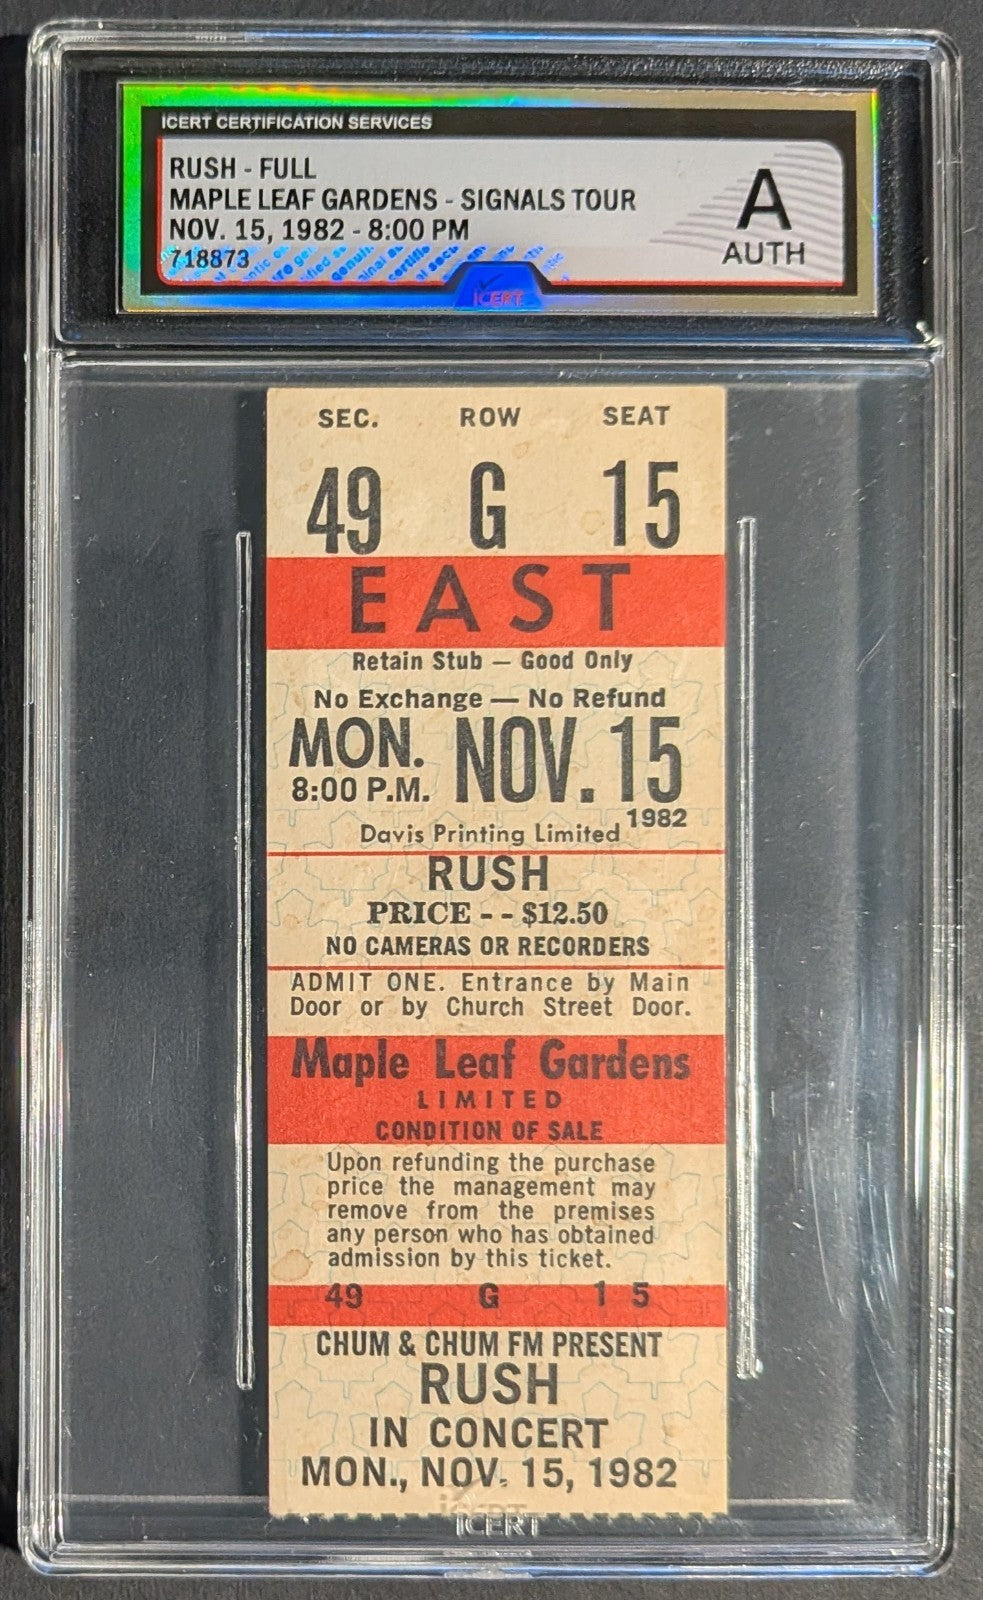 ICERT CERTIFICATION SERVICES
RUSH - FULL
MAPLE LEAF GARDENS - SIGNALS TOUR
NOV. 15, 1982 - 8:00 PM
718873
A
AUTH
ICERT
SEC. ROW SEAT
49 G 15
EAST
Retain Stub — Good Only
No Exchange — No Refund
MON. NOV. 15
8:00 P.M.
1982
Davis Printing Limited
RUSH
PRICE - - $12.50
NO CAMERAS OR RECORDERS
ADMIT ONE. Entrance by Main
Door or by Church Street Door.
Maple Leaf Gardens
LIMITED
CONDITION OF SALE
Upon refunding the purchase
price the management may
remove from the premises
any person who has obtained
admission by this ticket.
49 G 1 5
CHUM & CHUM FM PRESENT
RUSH
IN CONCERT
MON., NOV. 15, 1982
ICERT